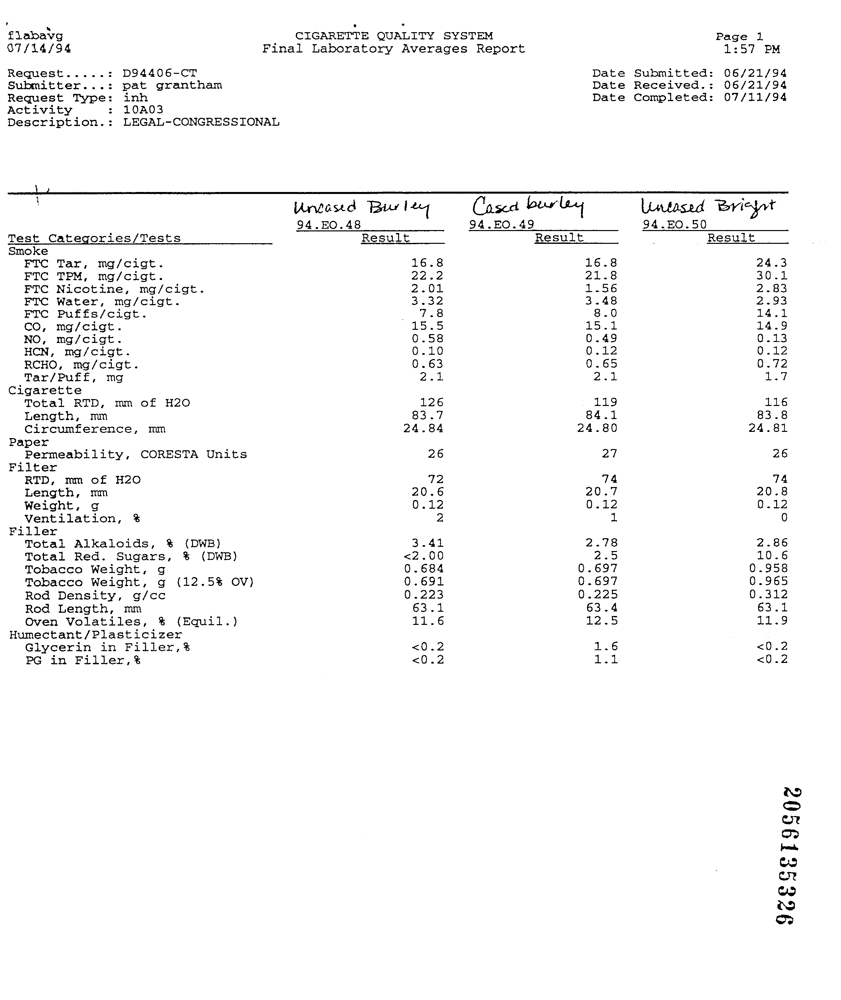 flabavg CIGARETTE QUALITY SYSTEM Page 1
07/14/94 Final Laboratory Averages Report 1:57 PM
Request.....: D94406-CT Date Submitted: 06/21/94
Submitter...: pat grantham Date Received.: 06/21/94
Request Type: inh Date Completed: 07/11/94
Activity : 10A03
Description.: LEGAL-CONGRESSIONAL
Uncased Burley Cased burley Uncased Bright
94.EO.48 94.EO.49 94.EO.50
Test Categories/Tests Result Result Result
Smoke
FTC Tar, mg/cigt. 16.8 16.8 24.3
FTC TPM, mg/cigt. 22.2 21.8 30.1
FTC Nicotine, mg/cigt. 2.01 1.56 2.83
FTC Water, mg/cigt. 3.32 3.48 2.93
FTC Puffs/cigt. 7.8 8.0 14.1
CO, mg/cigt. 15.5 15.1 14.9
NO, mg/cigt. 0.58 0.49 0.13
HCN, mg/cigt. 0.10 0.12 0.12
RCHO, mg/cigt. 0.63 0.65 0.72
Tar/Puff, mg 2.1 2.1 1.7
Cigarette
Total RTD, mm of H2O 126 119 116
Length, mm 83.7 84.1 83.8
Circumference, mm 24.84 24.80 24.81
Paper
Permeability, CORESTA Units 26 27 26
Filter
RTD, mm of H2O 72 74 74
Length, mm 20.6 20.7 20.8
Weight, g 0.12 0.12 0.12
Ventilation, % 2 1 0
Filler
Total Alkaloids, % (DWB) 3.41 2.78 2.86
Total Red. Sugars, % (DWB) <2.00 2.5 10.6
Tobacco Weight, g 0.684 0.697 0.958
Tobacco Weight, g (12.5% OV) 0.691 0.697 0.965
Rod Density, g/cc 0.223 0.225 0.312
Rod Length, mm 63.1 63.4 63.1
Oven Volatiles, % (Equil.) 11.6 12.5 11.9
Humectant/Plasticizer
Glycerin in Filler,% <0.2 1.6 <0.2
PG in Filler,% <0.2 1.1 <0.2
2056135326